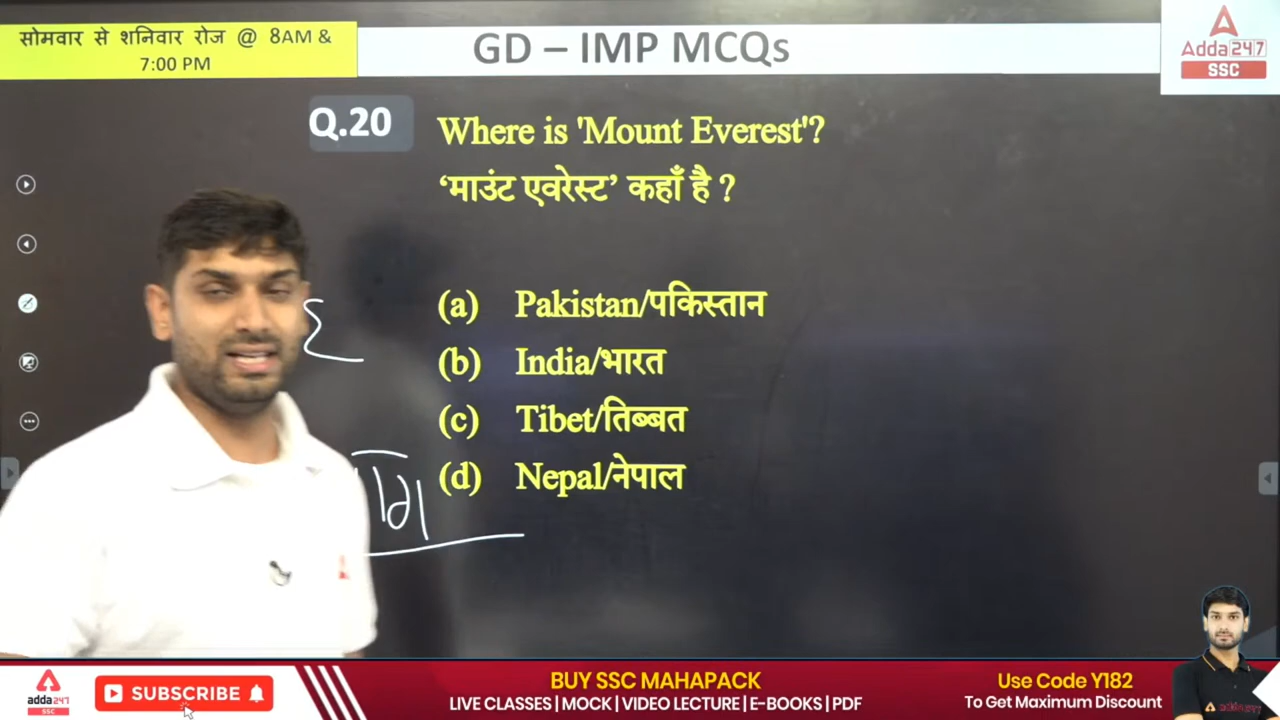 सोमवार से शनिवार रोज @ 8AM &
7:00 PM
GD – IMP MCQs
Adda247
SSC
Q.20
Where is 'Mount Everest'?
‘माउंट एवरेस्ट’ कहाँ है ?
(a) Pakistan/पकिस्तान
(b) India/भारत
(c) Tibet/तिब्बत
(d) Nepal/नेपाल
adda247
SSC
SUBSCRIBE
BUY SSC MAHAPACK
LIVE CLASSES | MOCK | VIDEO LECTURE | E-BOOKS | PDF
Use Code Y182
To Get Maximum Discount